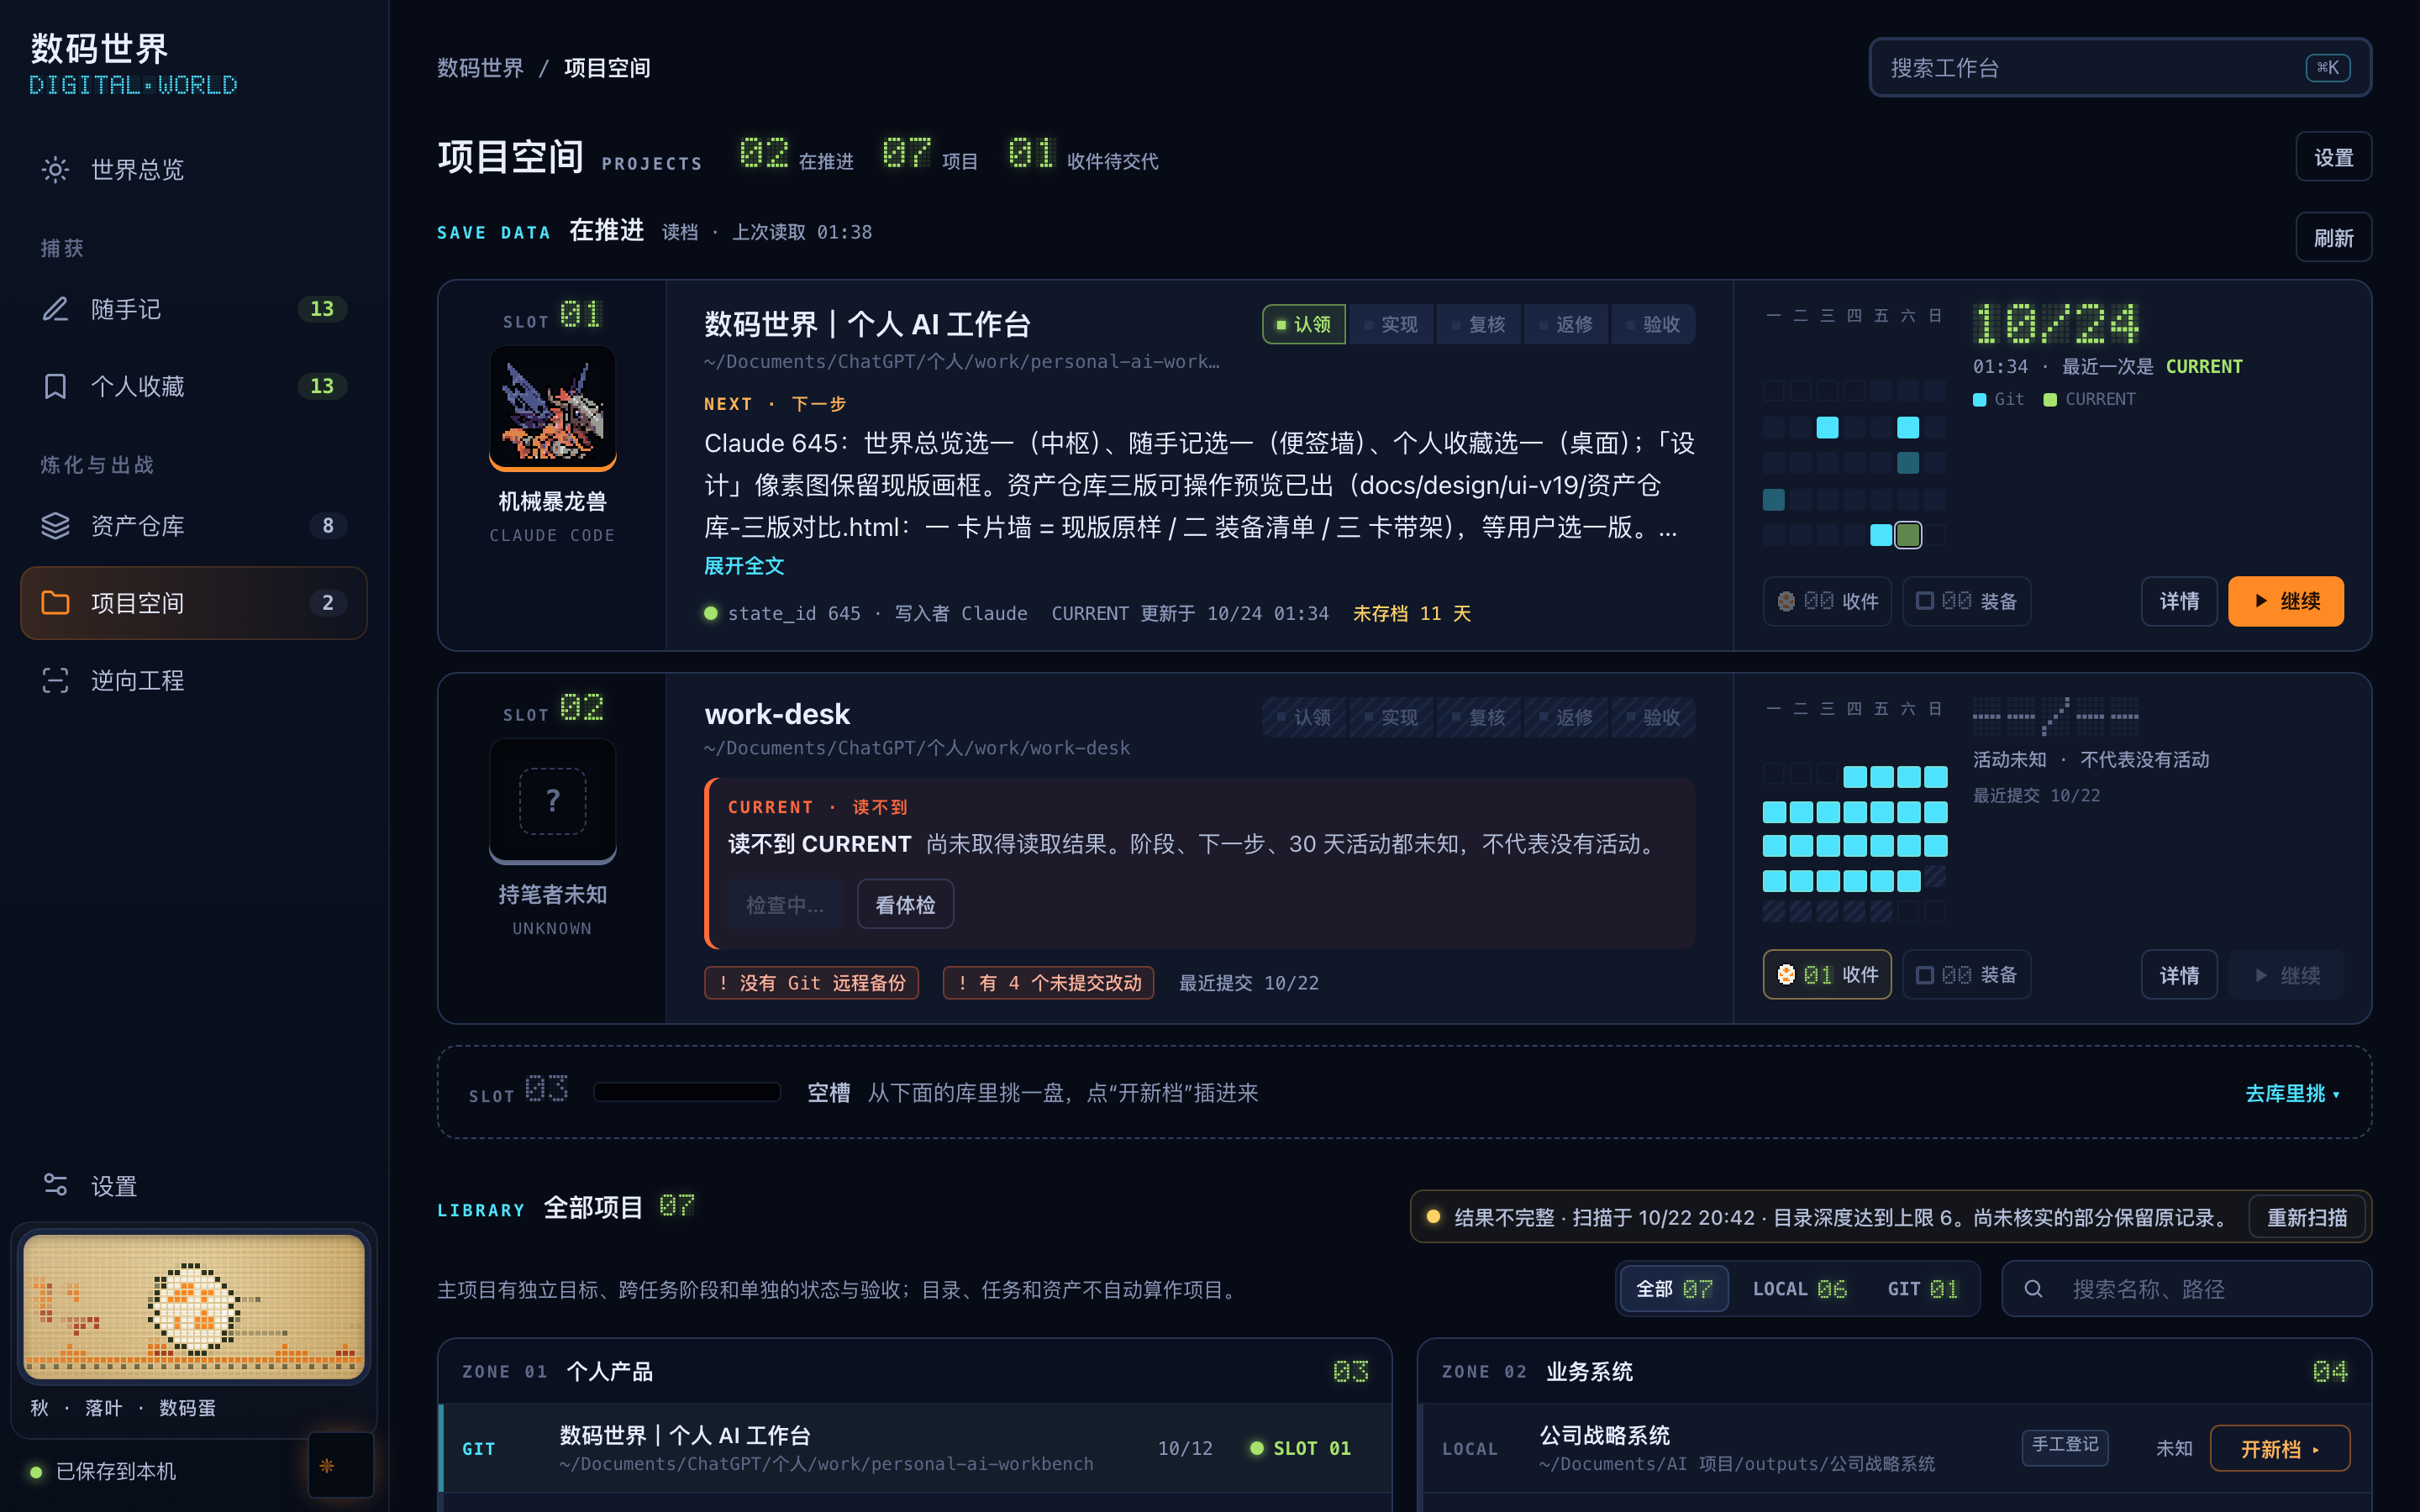 数码世界
DIGITAL·WORLD
世界总览
捕获
随手记 13
个人收藏 13
炼化与出战
资产仓库 8
项目空间 2
逆向工程
设置
秋 · 落叶 · 数码蛋
已保存到本机
数码世界 / 项目空间
搜索工作台 ⌘K
项目空间 PROJECTS 02 在推进 07 项目 01 收件待交代
设置
SAVE DATA 在推进 读档 · 上次读取 01:38
刷新
SLOT 01
机械暴龙兽
CLAUDE CODE
数码世界｜个人 AI 工作台
认领 实现 复核 返修 验收
~/Documents/ChatGPT/个人/work/personal-ai-work…
NEXT · 下一步
Claude 645：世界总览选一（中枢）、随手记选一（便签墙）、个人收藏选一（桌面）；「设
计」像素图保留现版画框。资产仓库三版可操作预览已出（docs/design/ui-v19/资产仓
库-三版对比.html：一 卡片墙 = 现版原样 / 二 装备清单 / 三 卡带架），等用户选一版。…
展开全文
state_id 645 · 写入者 Claude CURRENT 更新于 10/24 01:34 未存档 11 天
一 二 三 四 五 六 日
10/24
01:34 · 最近一次是 CURRENT
Git CURRENT
00 收件 00 装备 详情 继续
SLOT 02
?
持笔者未知
UNKNOWN
work-desk
认领 实现 复核 返修 验收
~/Documents/ChatGPT/个人/work/work-desk
CURRENT · 读不到
读不到 CURRENT 尚未取得读取结果。阶段、下一步、30 天活动都未知，不代表没有活动。
检查中... 看体检
! 没有 Git 远程备份 ! 有 4 个未提交改动 最近提交 10/22
一 二 三 四 五 六 日
--/--
活动未知 · 不代表没有活动
最近提交 10/22
01 收件 00 装备 详情 继续
SLOT 03 空槽 从下面的库里挑一盘，点“开新档”插进来 去库里挑
LIBRARY 全部项目 07
结果不完整 · 扫描于 10/22 20:42 · 目录深度达到上限 6。尚未核实的部分保留原记录。 重新扫描
主项目有独立目标、跨任务阶段和单独的状态与验收；目录、任务和资产不自动算作项目。
全部 07 LOCAL 06 GIT 01 搜索名称、路径
ZONE 01 个人产品 03
GIT 数码世界｜个人 AI 工作台 10/12 SLOT 01
~/Documents/ChatGPT/个人/work/personal-ai-workbench
ZONE 02 业务系统 04
LOCAL 公司战略系统 手工登记 未知 开新档
~/Documents/AI 项目/outputs/公司战略系统